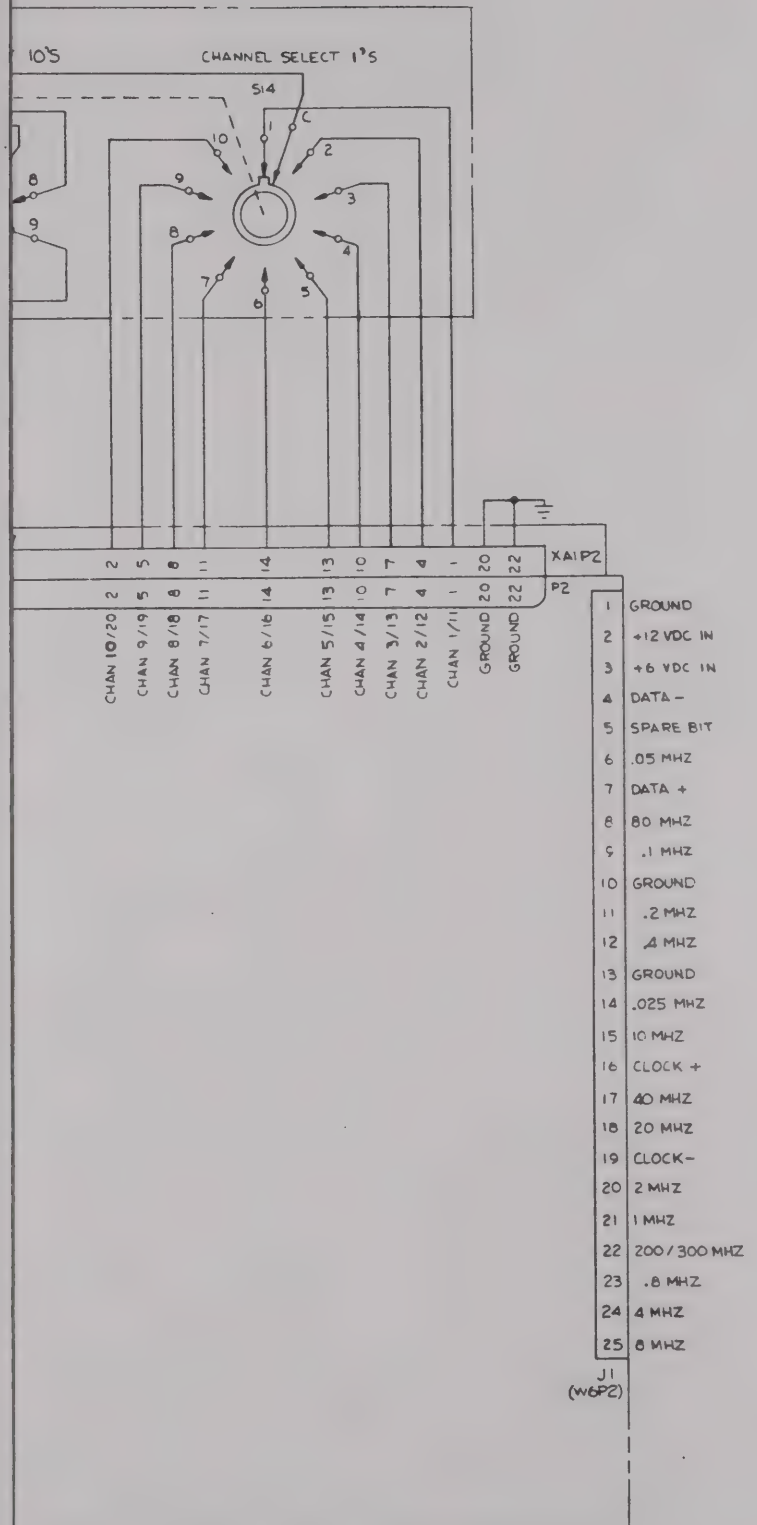 10'S
CHANNEL SELECT 1'S
S14
C
1
2
3
4
5
6
7
8
9
10
8
9
2 5 8 11 14 13 10 7 4 1 20 22 XA1P2
2 5 8 11 14 13 10 7 4 1 20 22 P2
CHAN 10/20
CHAN 9/19
CHAN 8/18
CHAN 7/17
CHAN 6/16
CHAN 5/15
CHAN 4/14
CHAN 3/13
CHAN 2/12
CHAN 1/11
GROUND
GROUND
1 GROUND
2 +12 VDC IN
3 +6 VDC IN
4 DATA -
5 SPARE BIT
6 .05 MHZ
7 DATA +
8 80 MHZ
9 .1 MHZ
10 GROUND
11 .2 MHZ
12 .4 MHZ
13 GROUND
14 .025 MHZ
15 10 MHZ
16 CLOCK +
17 40 MHZ
18 20 MHZ
19 CLOCK-
20 2 MHZ
21 1 MHZ
22 200/300 MHZ
23 .8 MHZ
24 4 MHZ
25 8 MHZ
J1
(W6P2)